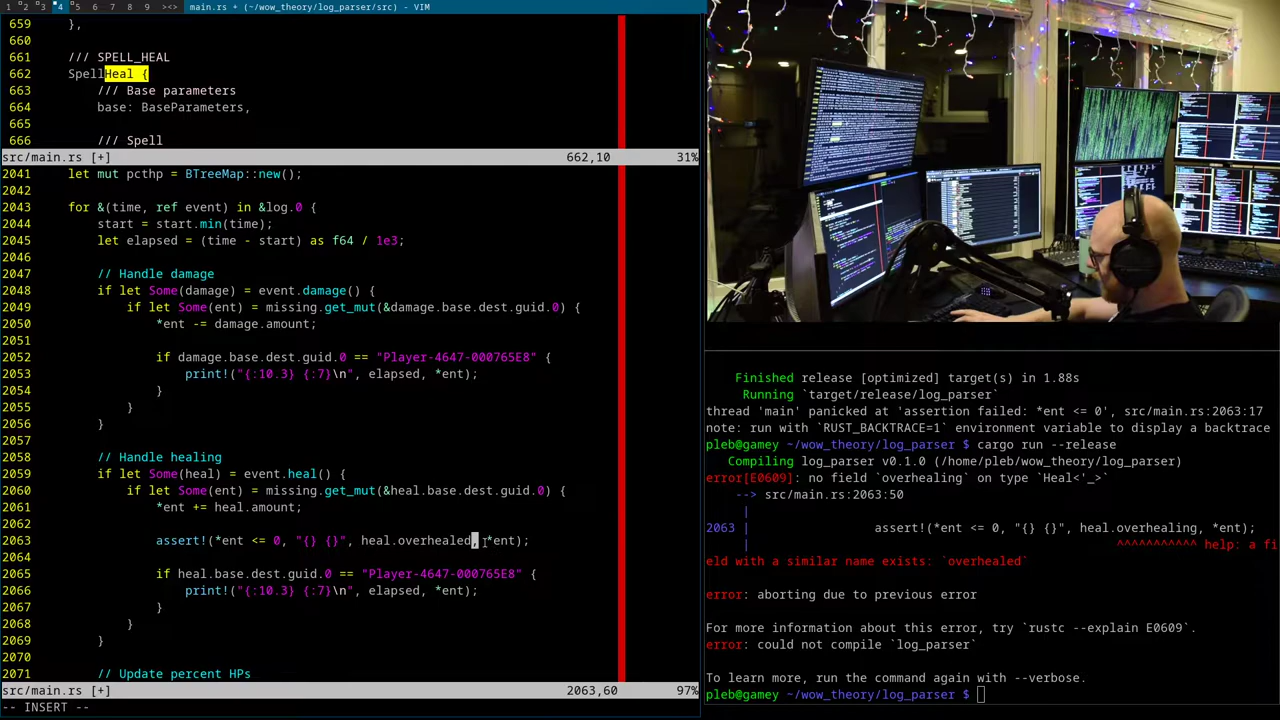 1 2 3 4 5 6 7 8 9 ><> main.rs + (~/wow_theory/log_parser/src) - VIM
659 },
660
661 /// SPELL_HEAL
662 SpellHeal {
663 /// Base parameters
664 base: BaseParameters,
665
666 /// Spell
src/main.rs [+] 662,10 31%
2041 let mut pcthp = BTreeMap::new();
2042
2043 for &(time, ref event) in &log.0 {
2044 start = start.min(time);
2045 let elapsed = (time - start) as f64 / 1e3;
2046
2047 // Handle damage
2048 if let Some(damage) = event.damage() {
2049 if let Some(ent) = missing.get_mut(&damage.base.dest.guid.0) {
2050 *ent -= damage.amount;
2051
2052 if damage.base.dest.guid.0 == "Player-4647-000765E8" {
2053 print!("{:10.3} {:7}\n", elapsed, *ent);
2054 }
2055 }
2056 }
2057
2058 // Handle healing
2059 if let Some(heal) = event.heal() {
2060 if let Some(ent) = missing.get_mut(&heal.base.dest.guid.0) {
2061 *ent += heal.amount;
2062
2063 assert!(*ent <= 0, "{} {}", heal.overhealed, *ent);
2064
2065 if heal.base.dest.guid.0 == "Player-4647-000765E8" {
2066 print!("{:10.3} {:7}\n", elapsed, *ent);
2067 }
2068 }
2069 }
2070
2071 // Update percent HPs
src/main.rs [+] 2063,60 97%
-- INSERT --
Finished release [optimized] target(s) in 1.88s
Running `target/release/log_parser`
thread 'main' panicked at 'assertion failed: *ent <= 0', src/main.rs:2063:17
note: run with `RUST_BACKTRACE=1` environment variable to display a backtrace
pleb@gamey ~/wow_theory/log_parser $ cargo run --release
Compiling log_parser v0.1.0 (/home/pleb/wow_theory/log_parser)
error[E0609]: no field `overhealing` on type `Heal<'_>`
--> src/main.rs:2063:50
|
2063 | assert!(*ent <= 0, "{} {}", heal.overhealing, *ent);
| ^^^^^^^^^^^ help: a fi
eld with a similar name exists: `overhealed`
error: aborting due to previous error
For more information about this error, try `rustc --explain E0609`.
error: could not compile `log_parser`
To learn more, run the command again with --verbose.
pleb@gamey ~/wow_theory/log_parser $